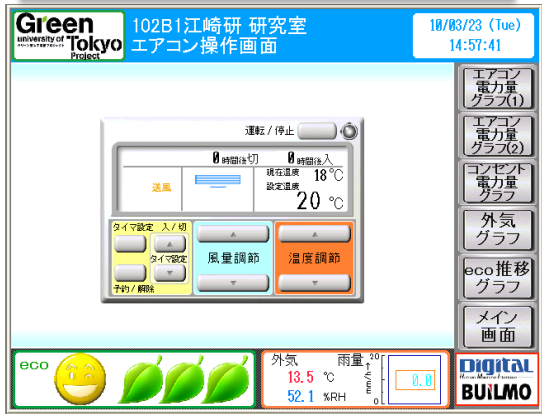 Green
university of Tokyo
Project
102B1江崎研 研究室
エアコン操作画面
10/03/23 (Tue)
14:57:41
運転/停止
0 時間後切 0 時間後入
送風
現在温度 18℃
設定温度
20 ℃
タイマ設定 入/切
タイマ設定
予約/解除
風量調節
温度調節
エアコン
電力量
グラフ(1)
エアコン
電力量
グラフ(2)
コンセント
電力量
グラフ
外気
グラフ
eco推移
グラフ
メイン
画面
eco
外気
13.5 ℃
52.1 %RH
雨量
20
0
0.0
Digital
Human Machine Expertise
BUILMO